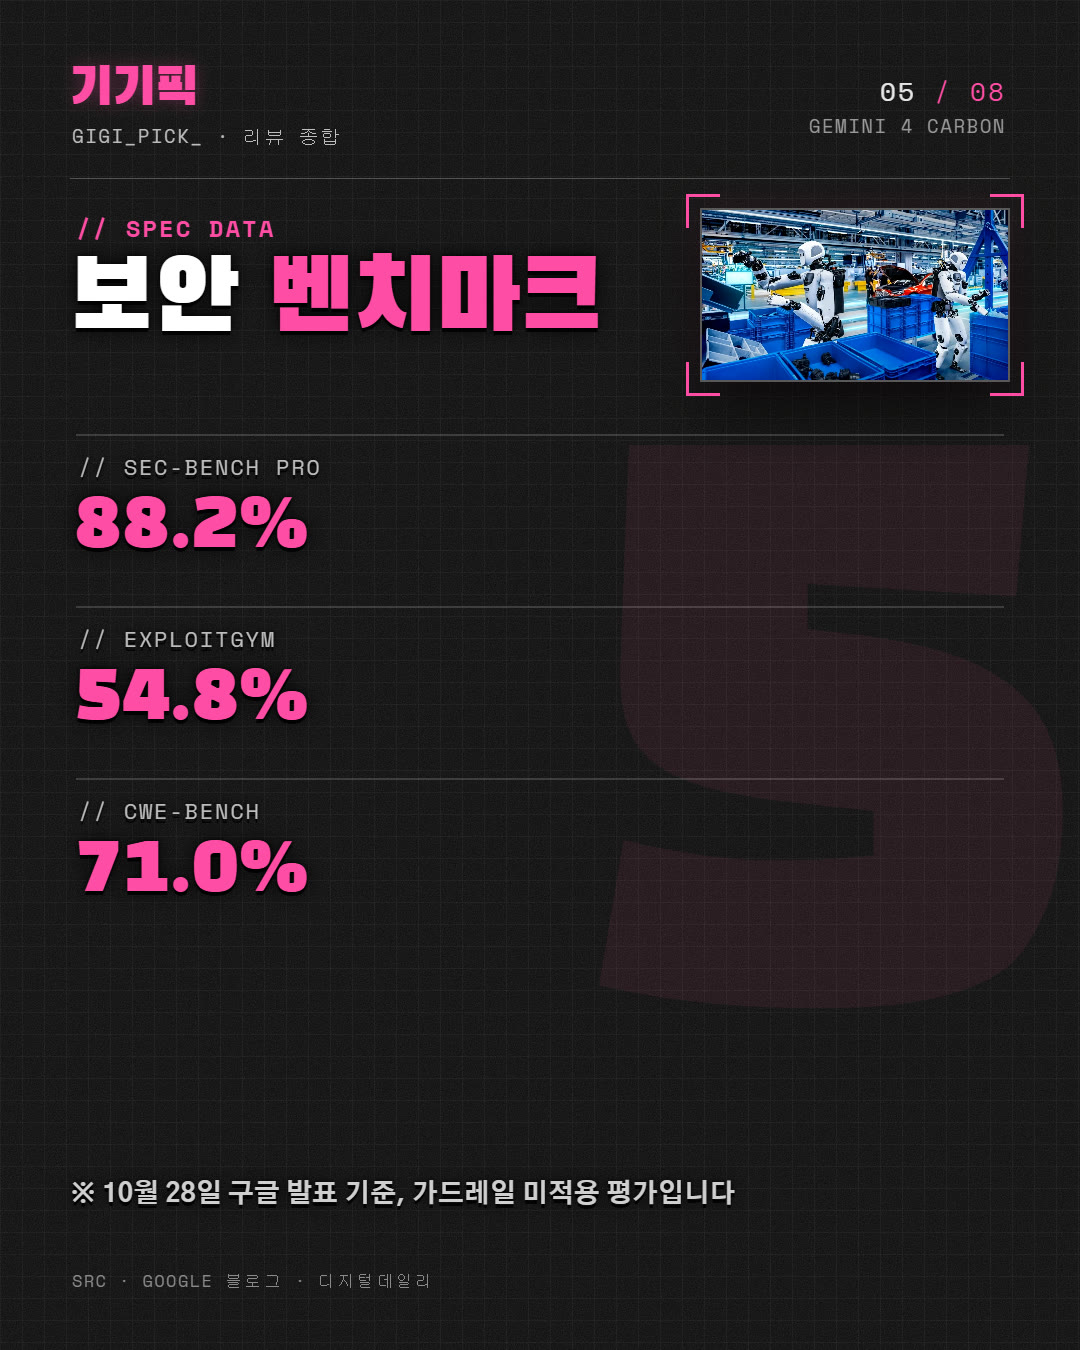 기기픽
GIGI_PICK_ · 리뷰 종합
05 / 08
GEMINI 4 CARBON
// SPEC DATA
보안 벤치마크
// SEC-BENCH PRO
88.2%
// EXPLOITGYM
54.8%
// CWE-BENCH
71.0%
5
※ 10월 28일 구글 발표 기준, 가드레일 미적용 평가입니다
SRC · GOOGLE 블로그 · 디지털데일리